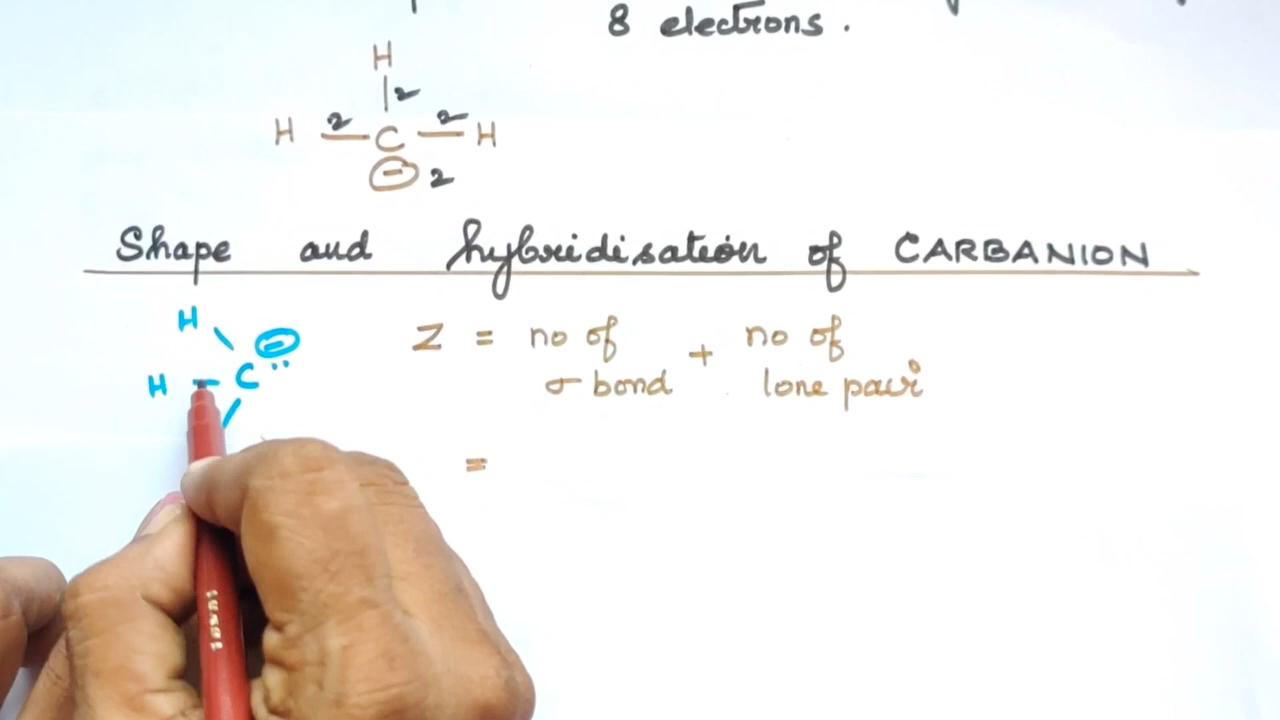 8 electrons.
H
2
H 2 C 2 H
- 2
Shape and hybridisation of CARBANION
H
-
H C ..
Z = no of σ bond + no of lone pair
=